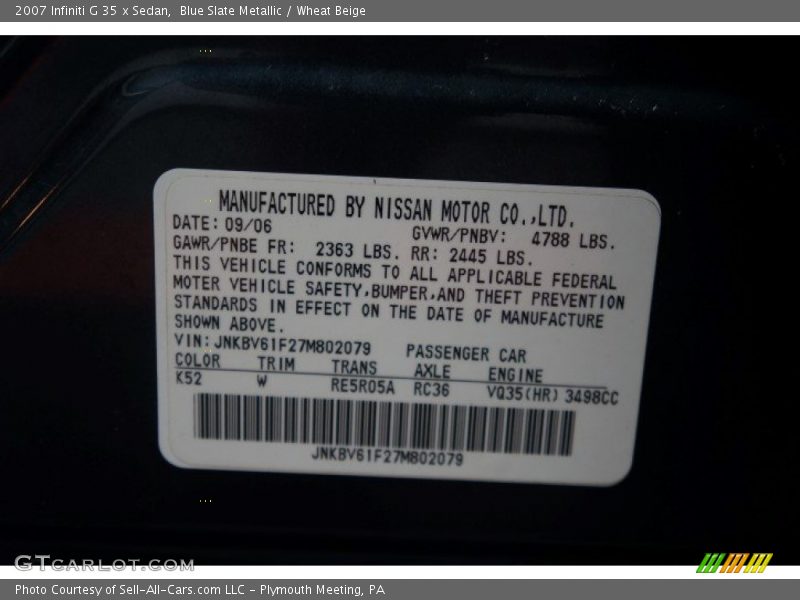 2007 Infiniti G 35 x Sedan,  Blue Slate Metallic / Wheat Beige
MANUFACTURED BY NISSAN MOTOR CO.,LTD.
DATE: 09/06 GVWR/PNBV: 4788 LBS.
GAWR/PNBE FR: 2363 LBS. RR: 2445 LBS.
THIS VEHICLE CONFORMS TO ALL APPLICABLE FEDERAL
MOTER VEHICLE SAFETY,BUMPER,AND THEFT PREVENTION
STANDARDS IN EFFECT ON THE DATE OF MANUFACTURE
SHOWN ABOVE.
VIN: JNKBV61F27M802079 PASSENGER CAR
COLOR TRIM TRANS AXLE ENGINE
K52 W RE5R05A RC36 VQ35(HR) 3498CC
JNKBV61F27M802079
GTCARLOT.COM
Photo Courtesy of Sell-All-Cars.com LLC - Plymouth Meeting, PA